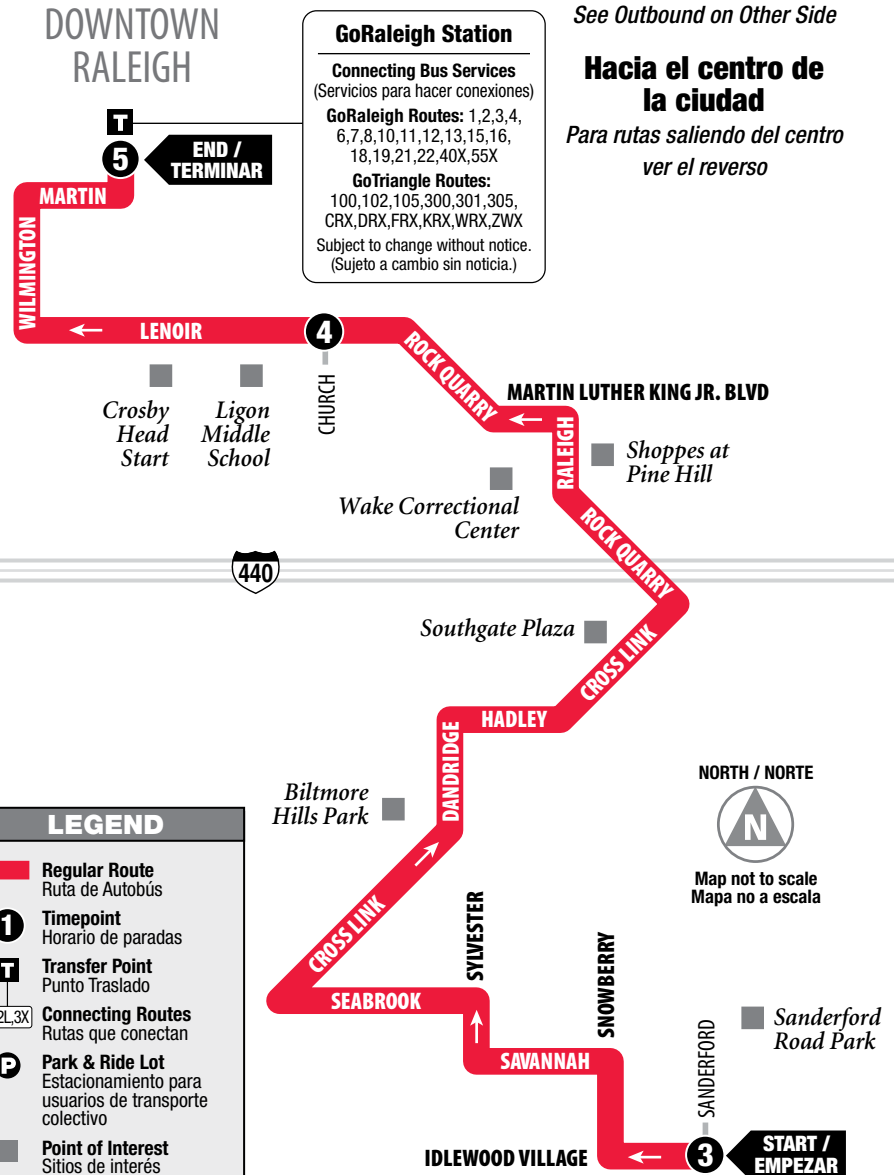 DOWNTOWN
RALEIGH
See Outbound on Other Side
Hacia el centro de
la ciudad
Para rutas saliendo del centro
ver el reverso
GoRaleigh Station
Connecting Bus Services
(Servicios para hacer conexiones)
GoRaleigh Routes: 1,2,3,4,
6,7,8,10,11,12,13,15,16,
18,19,21,22,40X,55X
GoTriangle Routes:
100,102,105,300,301,305,
CRX,DRX,FRX,KRX,WRX,ZWX
Subject to change without notice.
(Sujeto a cambio sin noticia.)
T
5
END /
TERMINAR
MARTIN
WILMINGTON
LENOIR
4
CHURCH
ROCK QUARRY
MARTIN LUTHER KING JR. BLVD
RALEIGH
Crosby
Head
Start
Ligon
Middle
School
Shoppes at
Pine Hill
Wake Correctional
Center
ROCK QUARRY
440
Southgate Plaza
CROSS LINK
HADLEY
DANDRIDGE
Biltmore
Hills Park
NORTH / NORTE
N
Map not to scale
Mapa no a escala
CROSS LINK
SYLVESTER
SEABROOK
SNOWBERRY
SAVANNAH
SANDERFORD
Sanderford
Road Park
IDLEWOOD VILLAGE
3
START /
EMPEZAR
LEGEND
Regular Route
Ruta de Autobús
1
Timepoint
Horario de paradas
T
Transfer Point
Punto Traslado
2L,3X
Connecting Routes
Rutas que conectan
P
Park & Ride Lot
Estacionamiento para
usuarios de transporte
colectivo
Point of Interest
Sitios de interés